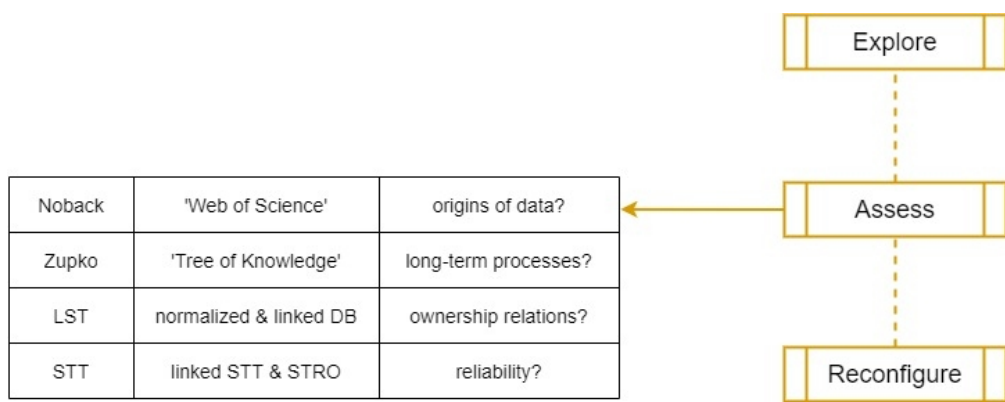 Explore
Noback 'Web of Science' origins of data? Assess
Zupko 'Tree of Knowledge' long-term processes?
LST normalized & linked DB ownership relations?
STT linked STT & STRO reliability? Reconfigure